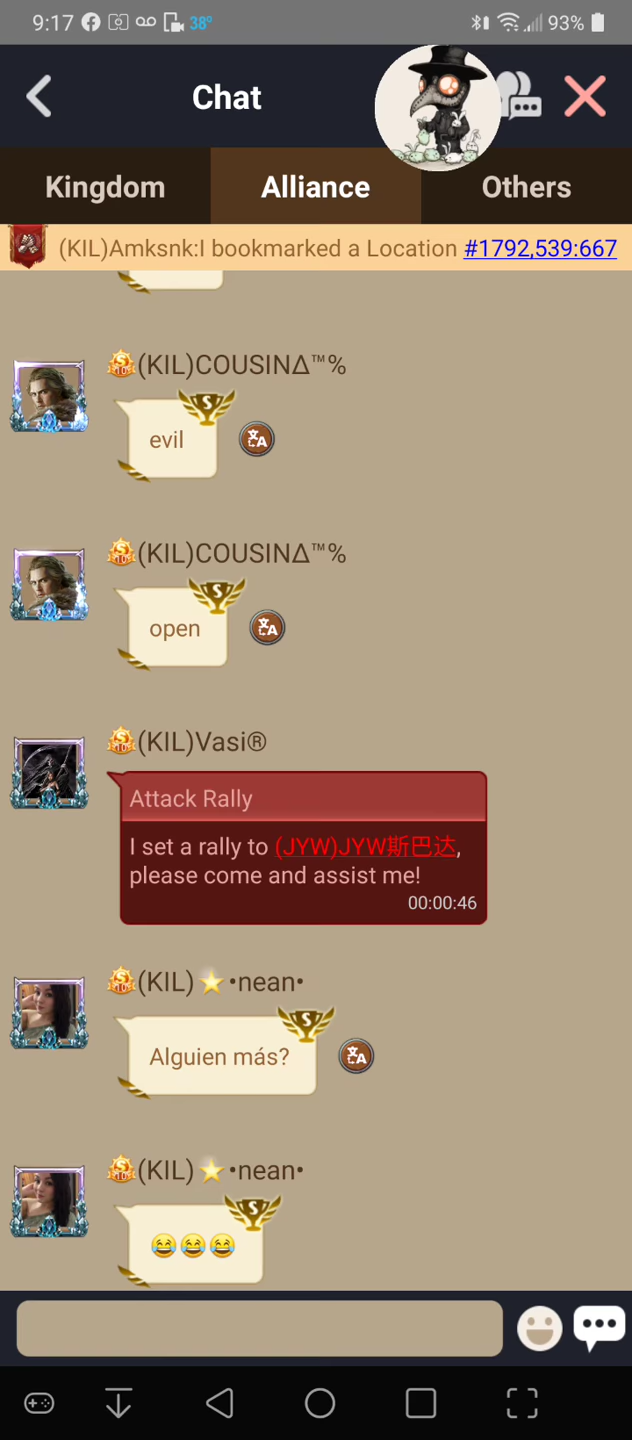 9:17 38° 93%
Chat
Kingdom Alliance Others
(KIL)Amksnk:I bookmarked a Location #1792,539:667
(KIL)COUSINΔ™%
evil
(KIL)COUSINΔ™%
open
(KIL)Vasi®
Attack Rally
I set a rally to (JYW)JYW斯巴达,
please come and assist me!
00:00:46
(KIL)⭐•nean•
Alguien más?
(KIL)⭐•nean•
😂😂😂